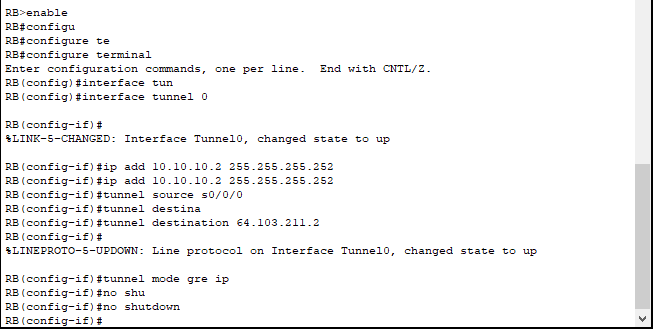 RB>enable
RB#configu
RB#configure te
RB#configure terminal
Enter configuration commands, one per line.  End with CNTL/Z.
RB(config)#interface tun
RB(config)#interface tunnel 0
RB(config-if)#
%LINK-5-CHANGED: Interface Tunnel0, changed state to up
RB(config-if)#ip add 10.10.10.2 255.255.255.252
RB(config-if)#ip add 10.10.10.2 255.255.255.252
RB(config-if)#tunnel source s0/0/0
RB(config-if)#tunnel destina
RB(config-if)#tunnel destination 64.103.211.2
RB(config-if)#
%LINEPROTO-5-UPDOWN: Line protocol on Interface Tunnel0, changed state to up
RB(config-if)#tunnel mode gre ip
RB(config-if)#no shu
RB(config-if)#no shutdown
RB(config-if)#